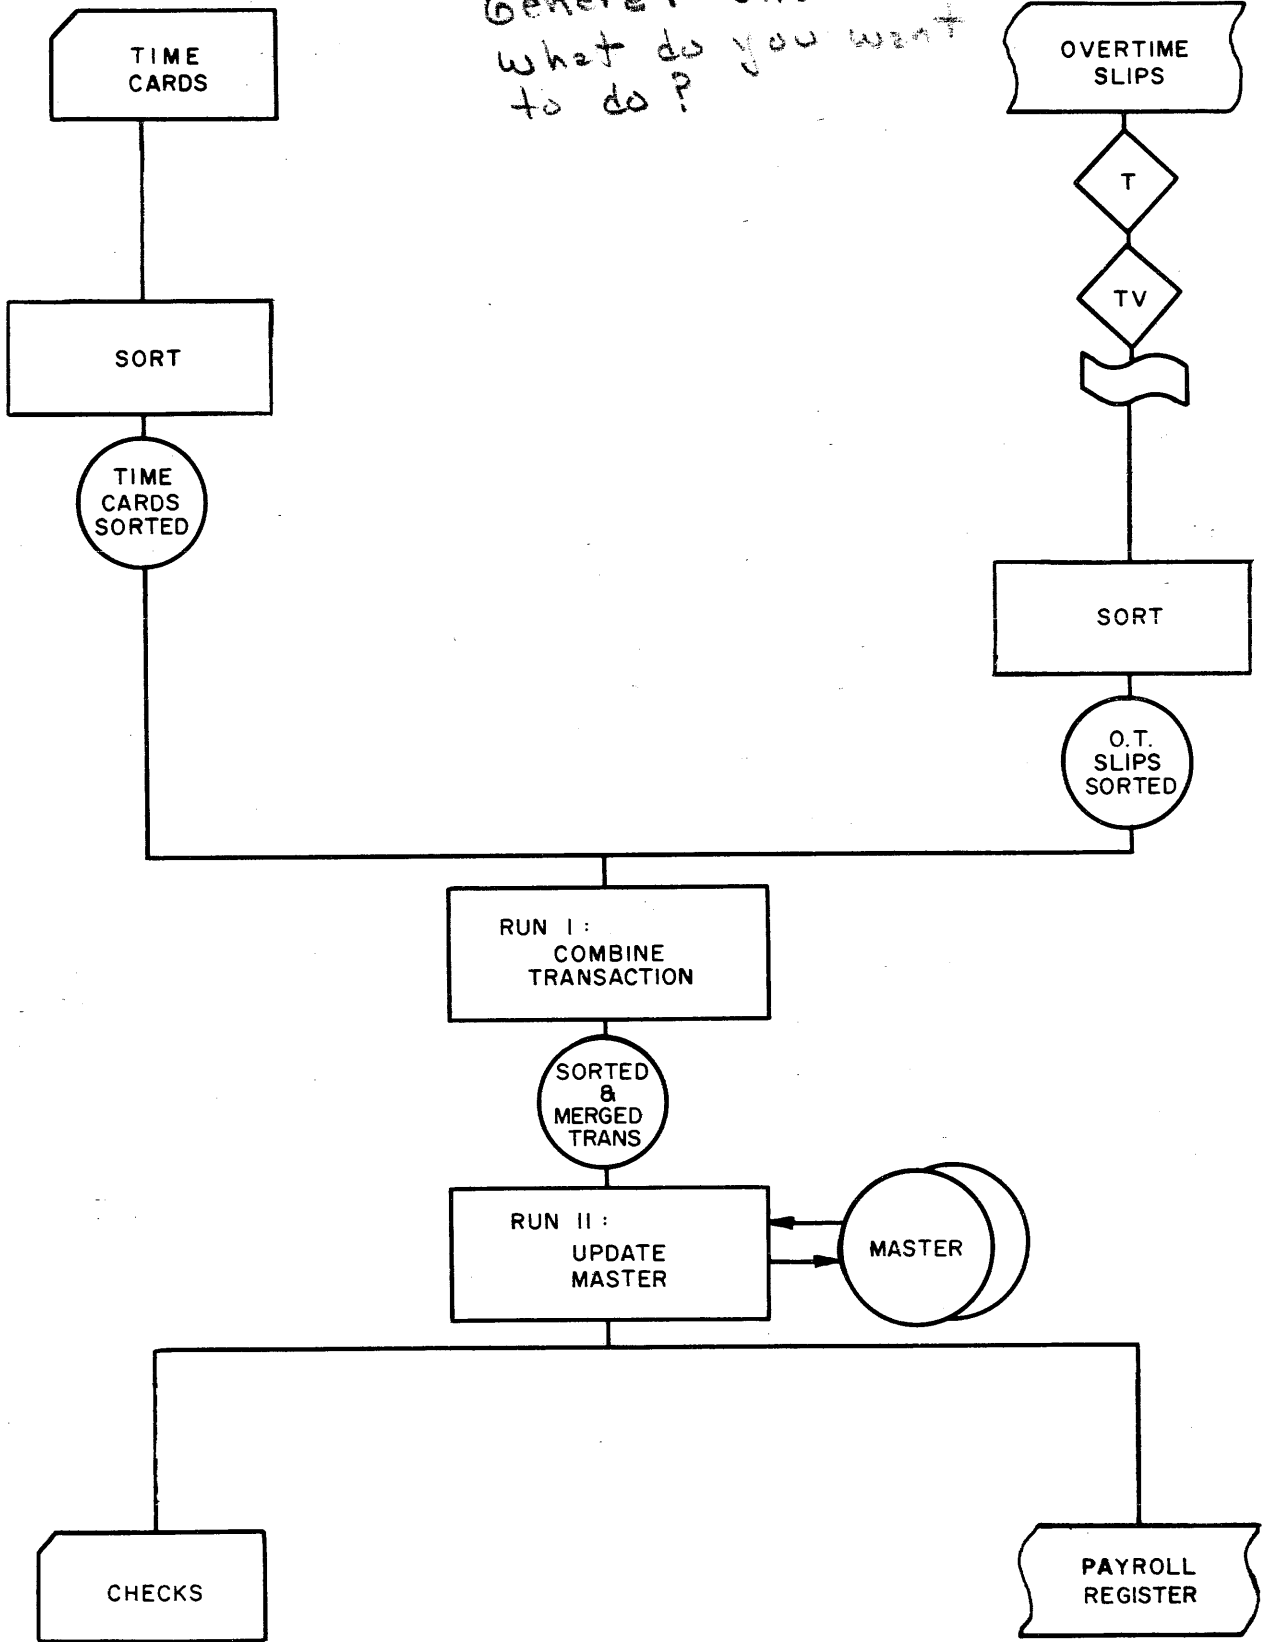 General
what do you want
to do?
TIME
CARDS
OVERTIME
SLIPS
T
TV
SORT
TIME
CARDS
SORTED
SORT
O.T.
SLIPS
SORTED
RUN I:
COMBINE
TRANSACTION
SORTED
&
MERGED
TRANS
RUN II:
UPDATE
MASTER
MASTER
CHECKS
PAYROLL
REGISTER